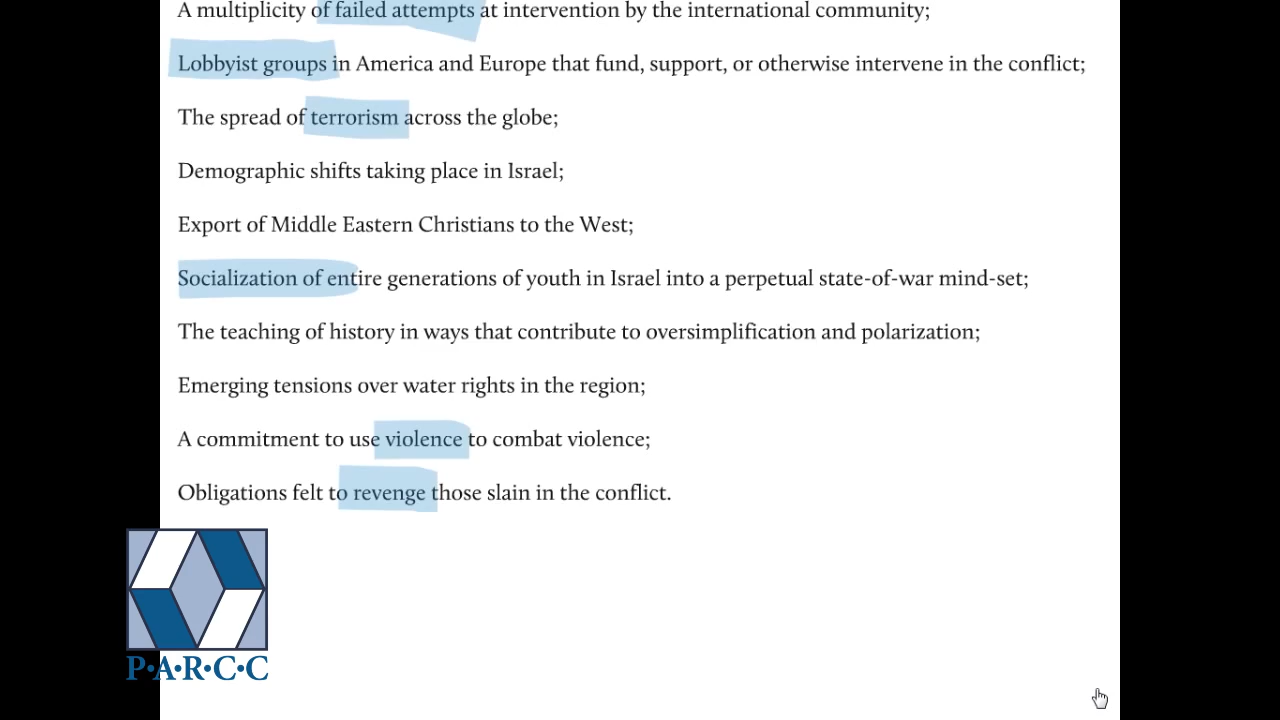 A multiplicity of failed attempts at intervention by the international community;
Lobbyist groups in America and Europe that fund, support, or otherwise intervene in the conflict;
The spread of terrorism across the globe;
Demographic shifts taking place in Israel;
Export of Middle Eastern Christians to the West;
Socialization of entire generations of youth in Israel into a perpetual state-of-war mind-set;
The teaching of history in ways that contribute to oversimplification and polarization;
Emerging tensions over water rights in the region;
A commitment to use violence to combat violence;
Obligations felt to revenge those slain in the conflict.
P·A·R·C·C